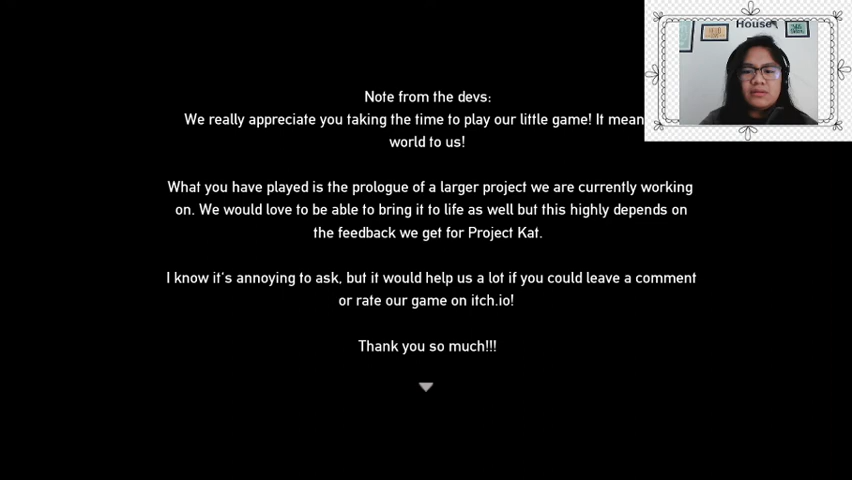 House
Note from the devs:
We really appreciate you taking the time to play our little game! It mean
world to us!
What you have played is the prologue of a larger project we are currently working
on. We would love to be able to bring it to life as well but this highly depends on
the feedback we get for Project Kat.
I know it's annoying to ask, but it would help us a lot if you could leave a comment
or rate our game on itch.io!
Thank you so much!!!